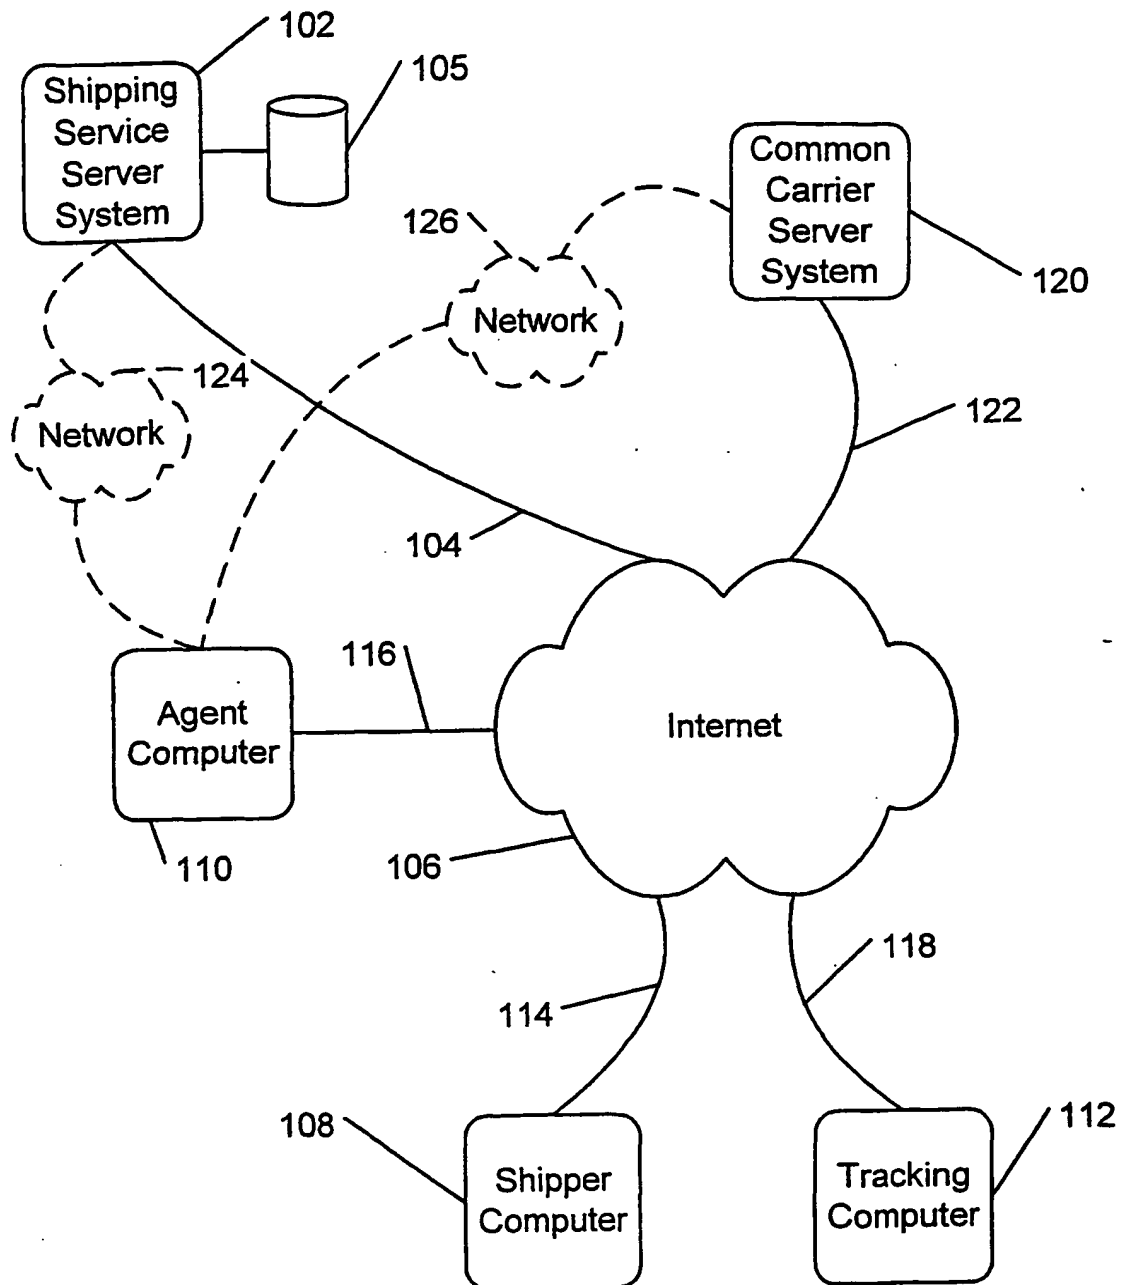 102
105
Shipping
Service
Server
System
Common
Carrier
Server
System
126
120
Network
124
Network
122
104
116
Agent
Computer
Internet
106
110
118
114
108
112
Shipper
Computer
Tracking
Computer